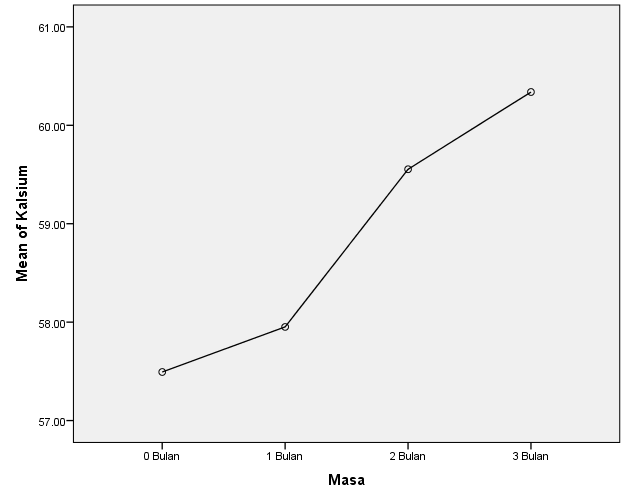 61.00
60.00
59.00
58.00
57.00
Mean of Kalsium
0 Bulan
1 Bulan
2 Bulan
3 Bulan
Masa